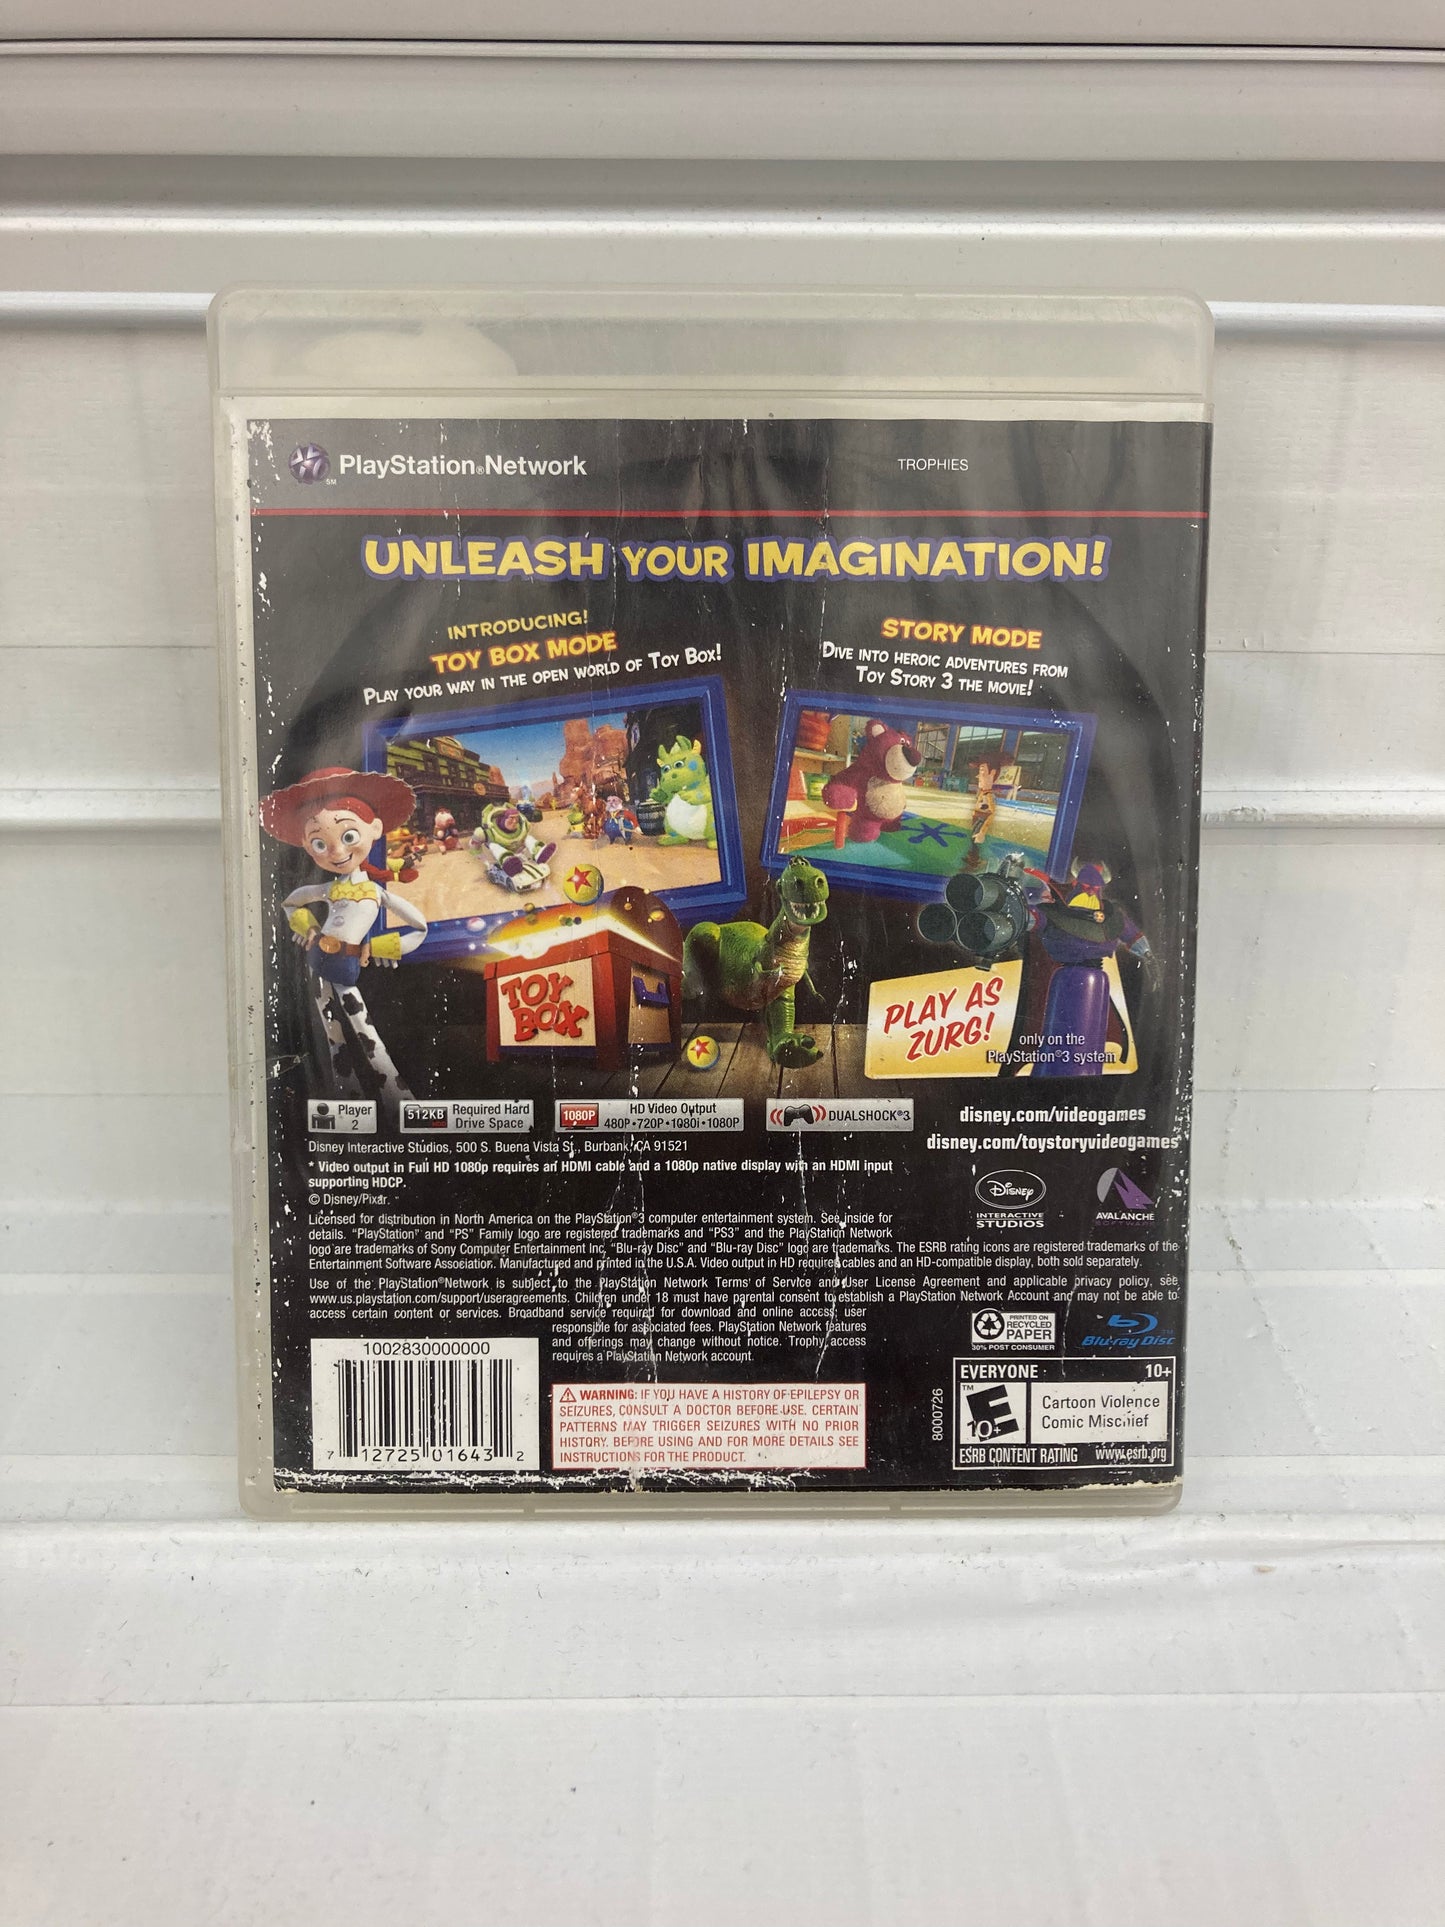 PlayStation®Network
SM
TROPHIES
UNLEASH YOUR IMAGINATION!
INTRODUCING!
TOY BOX MODE
PLAY YOUR WAY IN THE OPEN WORLD OF TOY BOX!
STORY MODE
DIVE INTO HEROIC ADVENTURES FROM
TOY STORY 3 THE MOVIE!
TOY
BOX
PLAY AS
ZURG!
only on the
PlayStation®3 system
Player
2
512KB
Required Hard
Drive Space
1080P
HD Video Output
480P•720P•1080i•1080P
DUALSHOCK®3
disney.com/videogames
disney.com/toystoryvideogames
Disney Interactive Studios, 500 S. Buena Vista St., Burbank, CA 91521
* Video output in Full HD 1080p requires an HDMI cable and a 1080p native display with an HDMI input
supporting HDCP.
© Disney/Pixar.
Disney
INTERACTIVE
STUDIOS
AVALANCHE
SOFTWARE
Licensed for distribution in North America on the PlayStation®3 computer entertainment system. See inside for
details. "PlayStation" and "PS" Family logo are registered trademarks and "PS3" and the PlayStation Network
logo are trademarks of Sony Computer Entertainment Inc. "Blu-ray Disc" and "Blu-ray Disc" logo are trademarks. The ESRB rating icons are registered trademarks of the
Entertainment Software Association. Manufactured and printed in the U.S.A. Video output in HD requires cables and an HD-compatible display, both sold separately.
Use of the PlayStation®Network is subject to the PlayStation Network Terms of Service and User License Agreement and applicable privacy policy, see
www.us.playstation.com/support/useragreements. Children under 18 must have parental consent to establish a PlayStation Network Account and may not be able to
access certain content or services. Broadband service required for download and online access; user
responsible for associated fees. PlayStation Network features
and offerings may change without notice. Trophy access
requires a PlayStation Network account.
PRINTED ON
RECYCLED
PAPER
30% POST CONSUMER
Blu-ray Disc
1002830000000
7 12725 01643 2
WARNING: IF YOU HAVE A HISTORY OF EPILEPSY OR
SEIZURES, CONSULT A DOCTOR BEFORE USE. CERTAIN
PATTERNS MAY TRIGGER SEIZURES WITH NO PRIOR
HISTORY. BEFORE USING AND FOR MORE DETAILS SEE
INSTRUCTIONS FOR THE PRODUCT.
8000726
EVERYONE 10+
E
10+
Cartoon Violence
Comic Mischief
ESRB CONTENT RATING www.esrb.org